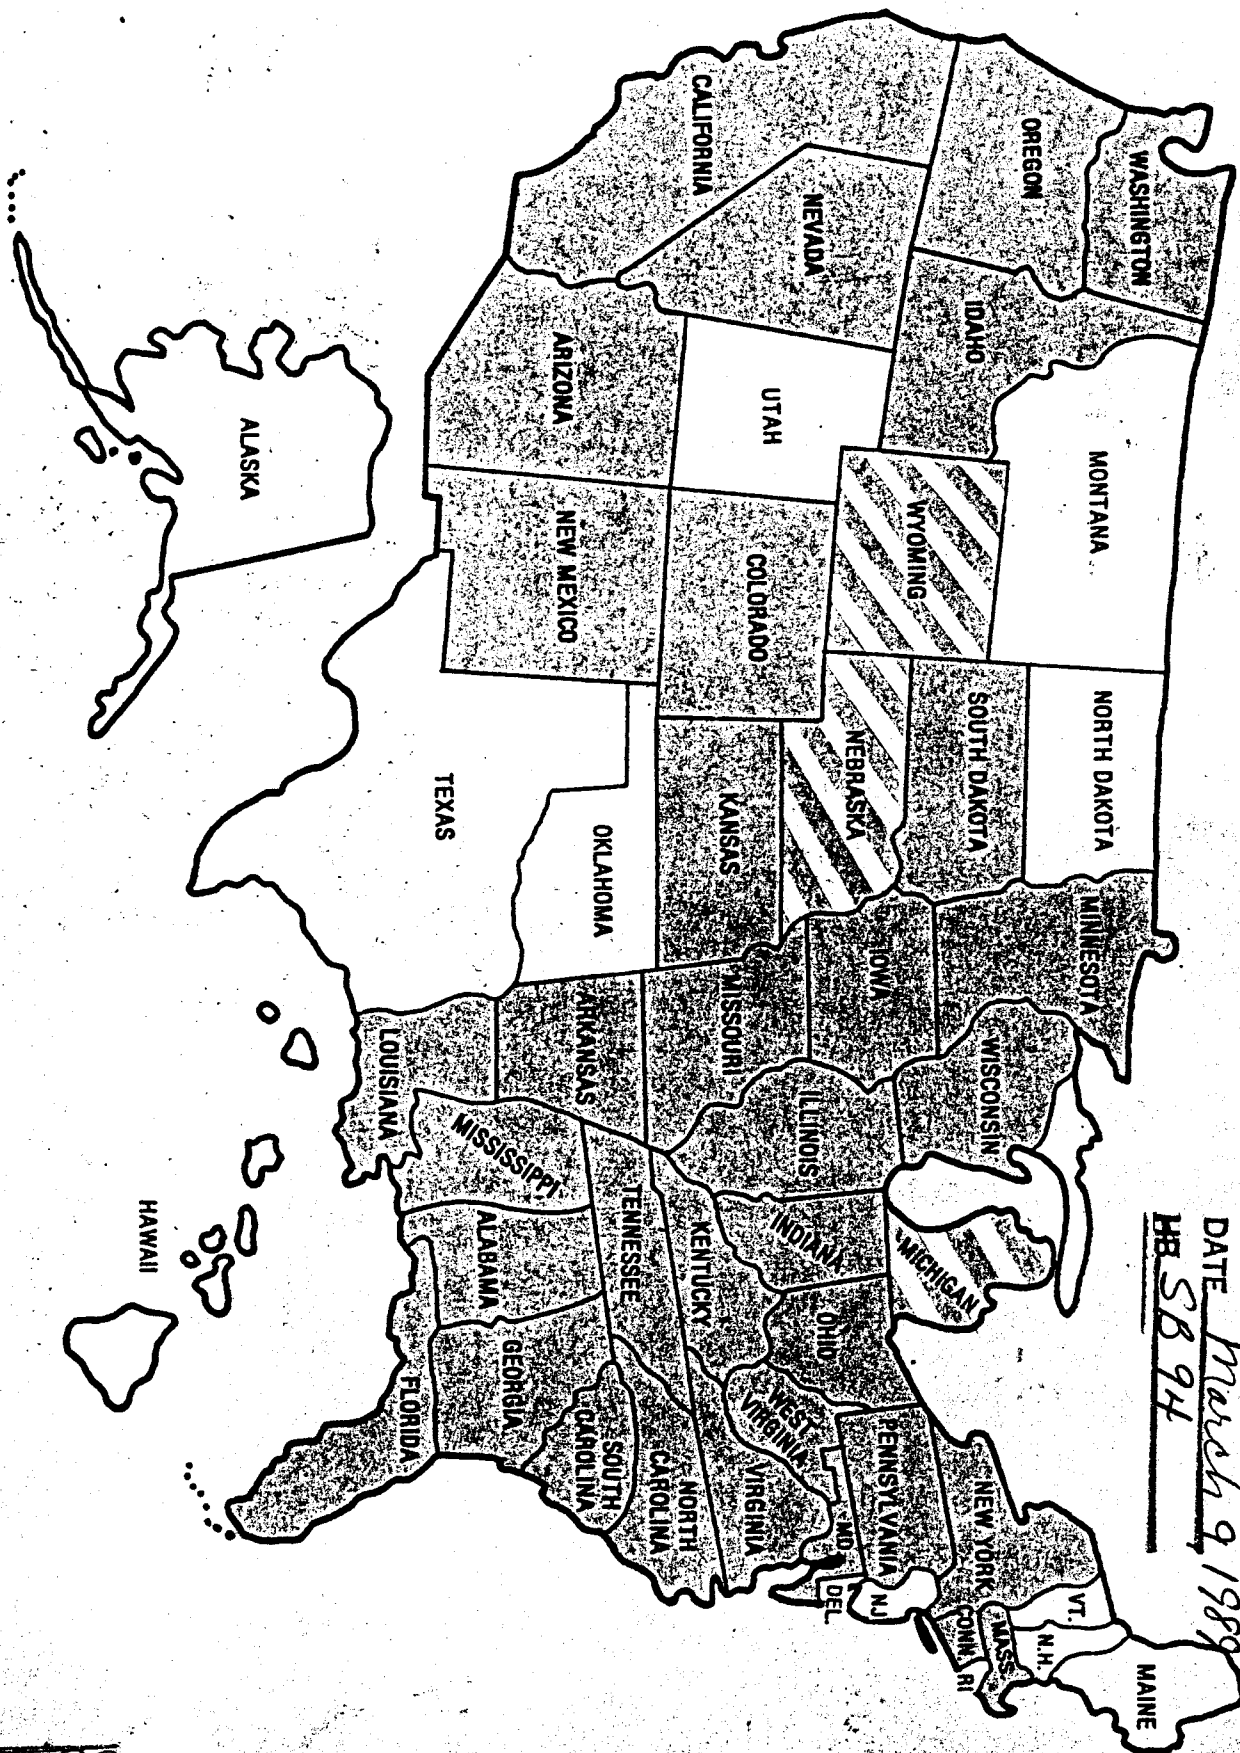 DATE March 9 1989
HB SB 94
WASHINGTON
OREGON
CALIFORNIA
NEVADA
IDAHO
MONTANA
WYOMING
UTAH
ARIZONA
COLORADO
NEW MEXICO
NORTH DAKOTA
SOUTH DAKOTA
NEBRASKA
KANSAS
OKLAHOMA
TEXAS
MINNESOTA
IOWA
MISSOURI
ARKANSAS
LOUISIANA
WISCONSIN
ILLINOIS
MICHIGAN
INDIANA
OHIO
KENTUCKY
TENNESSEE
MISSISSIPPI
ALABAMA
GEORGIA
FLORIDA
SOUTH
CAROLINA
NORTH
CAROLINA
VIRGINIA
WEST
VIRGINIA
MD
DEL.
PENNSYLVANIA
NJ
NEW YORK
CONN.
RI
MASS
VT.
N.H.
MAINE
ALASKA
HAWAII